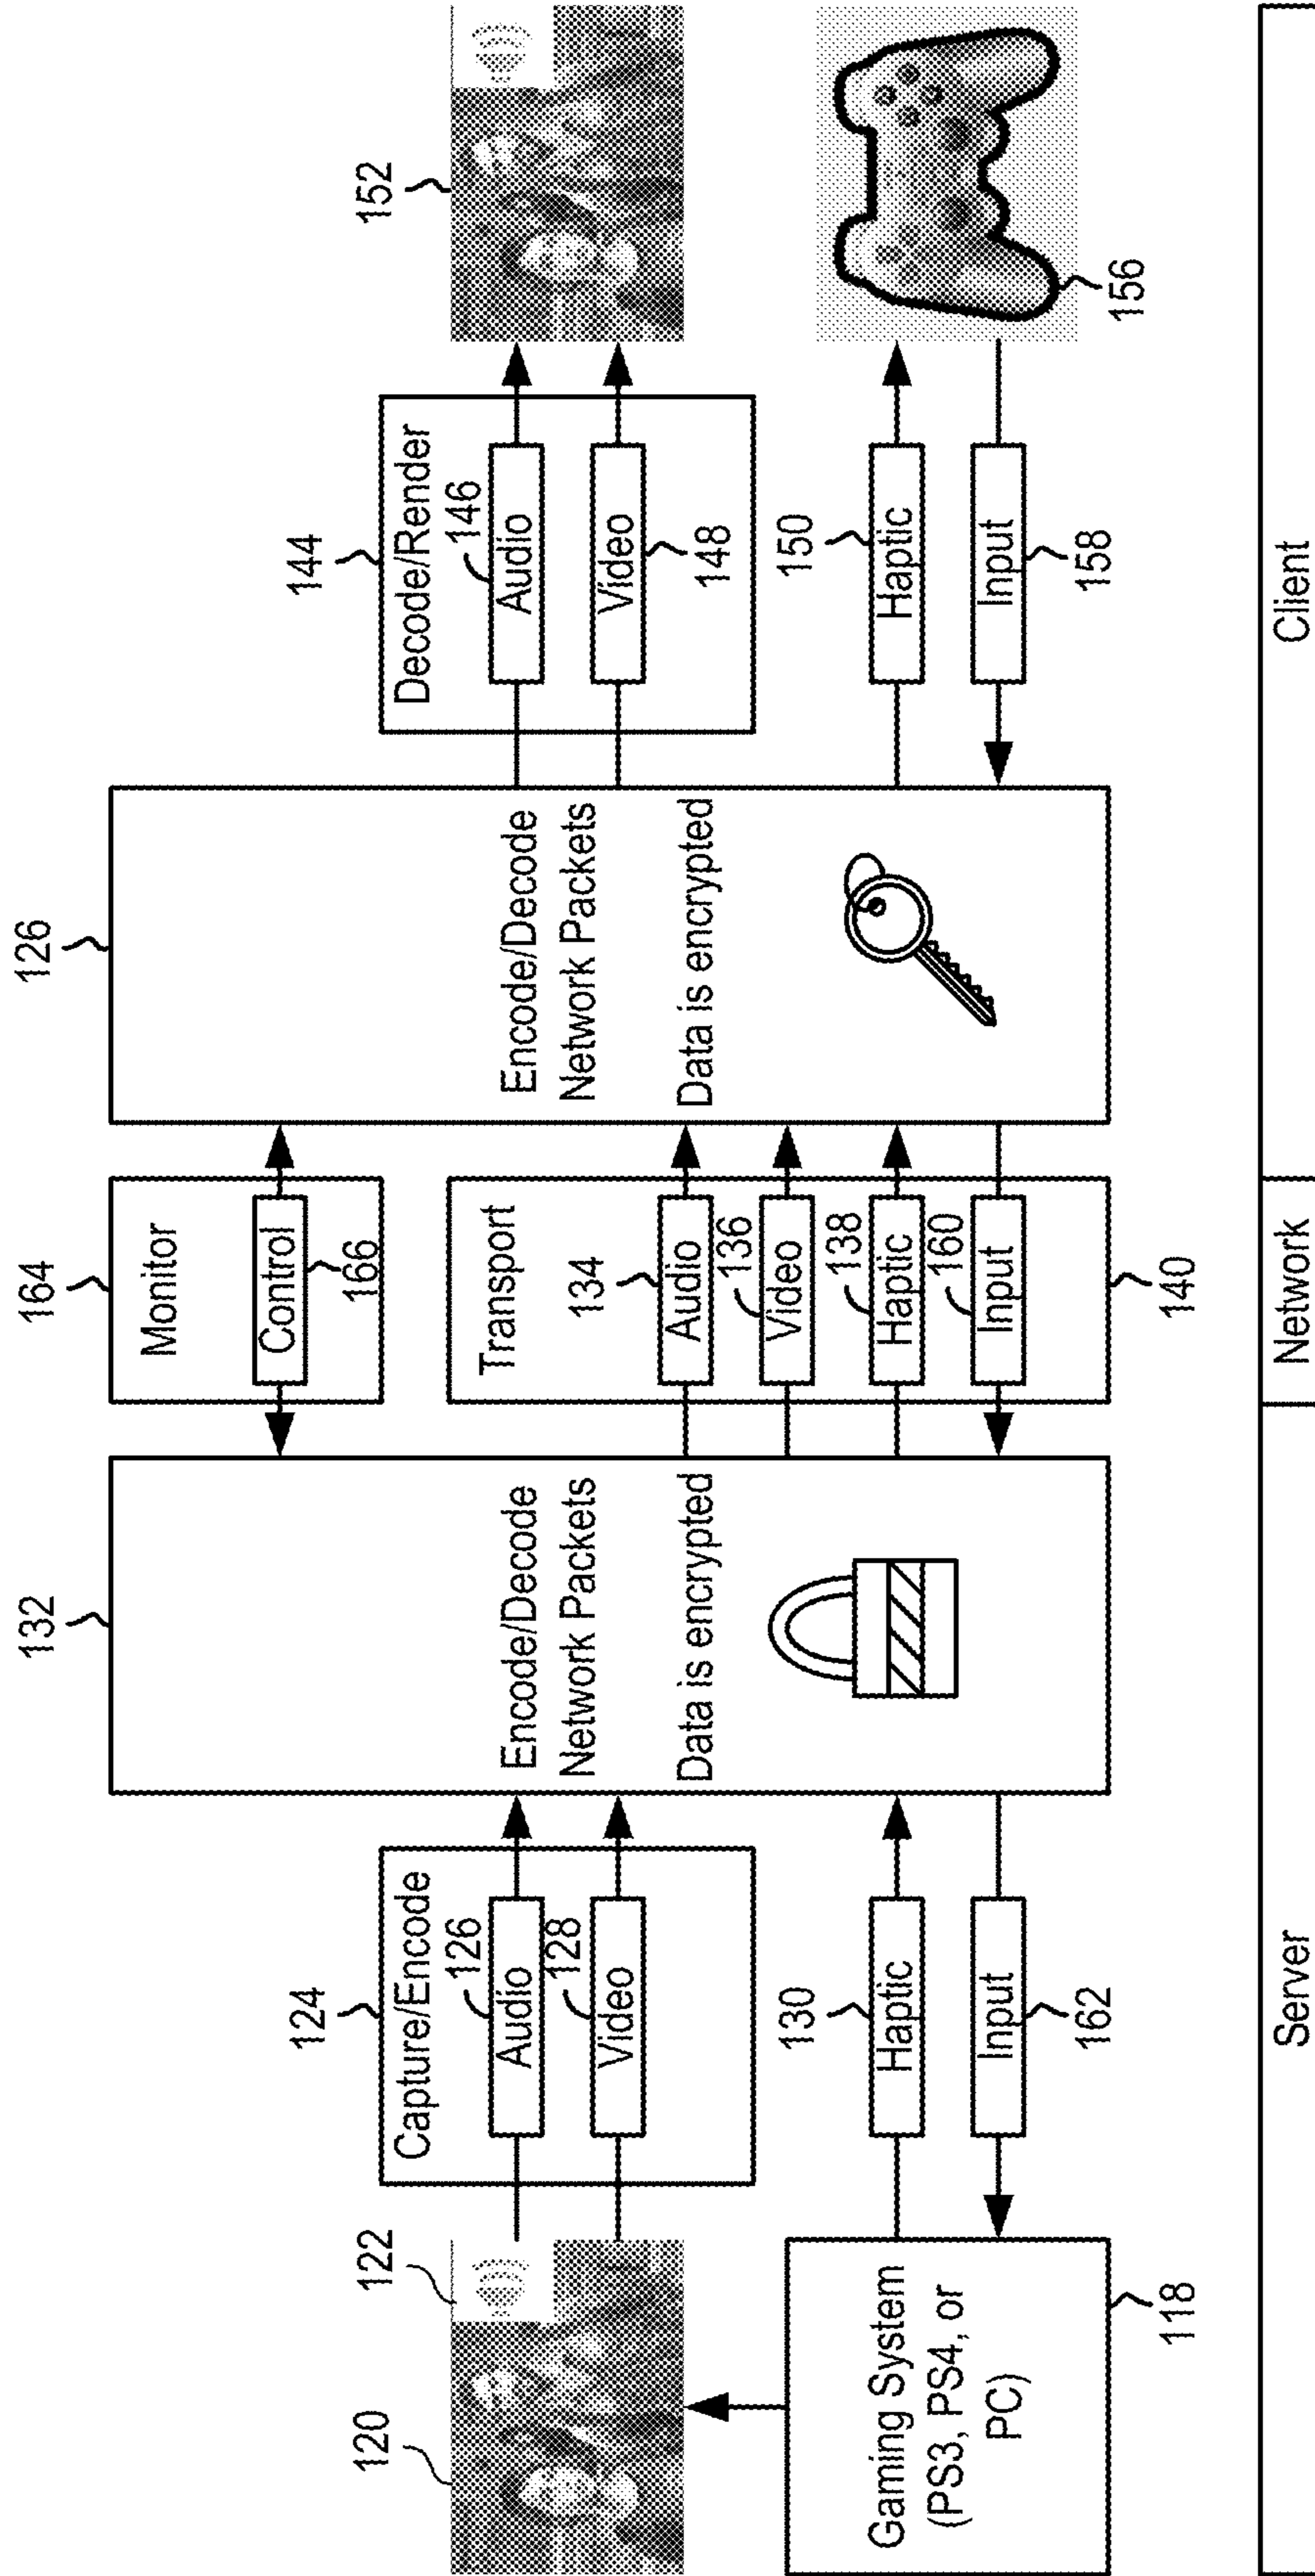 120
122
Gaming System
(PS3, PS4, or
PC)
118
124
Capture/Encode
126
Audio
128
Video
130
Haptic
Input
162
132
Encode/Decode
Network Packets
Data is encrypted
164
Monitor
Control
166
Transport
134
Audio
136
Video
138
Haptic
160
Input
140
126
Encode/Decode
Network Packets
Data is encrypted
144
Decode/Render
146
Audio
Video
148
150
Haptic
Input
158
152
156
Server
Network
Client